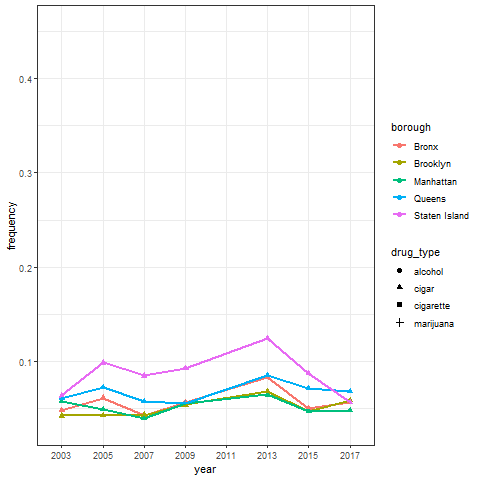 frequency
0.4
0.3
0.2
0.1
2003 2005 2007 2009 2011 2013 2015 2017
year
borough
Bronx
Brooklyn
Manhattan
Queens
Staten Island
drug_type
alcohol
cigar
cigarette
marijuana